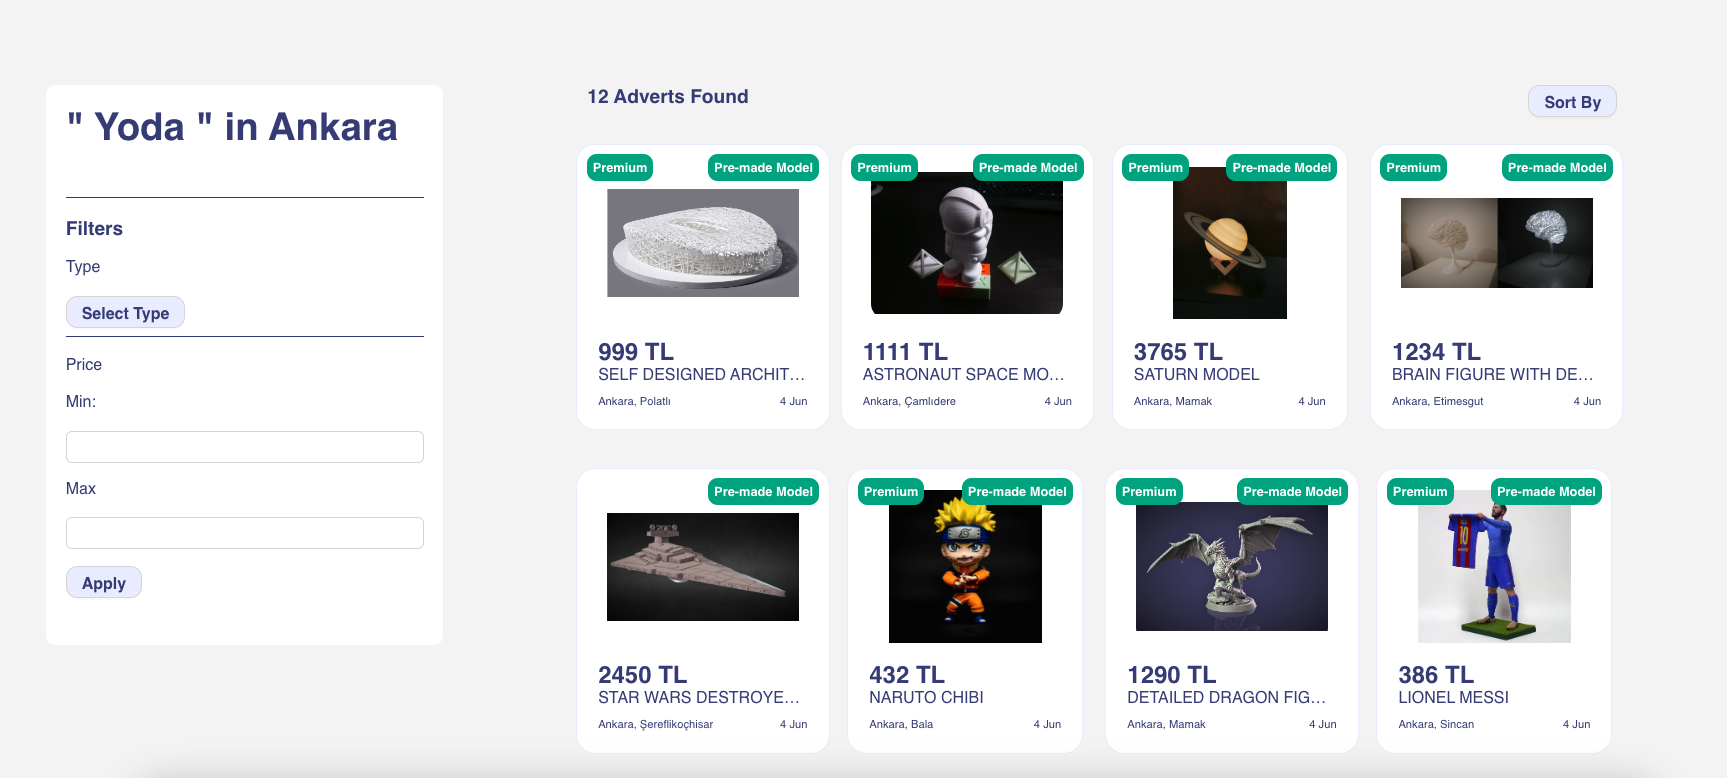 " Yoda " in Ankara
Filters
Type
Select Type
Price
Min:
Max
Apply
12 Adverts Found
Sort By
Premium
Pre-made Model
999 TL
SELF DESIGNED ARCHIT...
Ankara, Polatlı
4 Jun
Premium
Pre-made Model
1111 TL
ASTRONAUT SPACE MO...
Ankara, Çamlıdere
4 Jun
Premium
Pre-made Model
3765 TL
SATURN MODEL
Ankara, Mamak
4 Jun
Premium
Pre-made Model
1234 TL
BRAIN FIGURE WITH DE...
Ankara, Etimesgut
4 Jun
Pre-made Model
2450 TL
STAR WARS DESTROYE...
Ankara, Şereflikoçhisar
4 Jun
Premium
Pre-made Model
432 TL
NARUTO CHIBI
Ankara, Bala
4 Jun
Premium
Pre-made Model
1290 TL
DETAILED DRAGON FIG...
Ankara, Mamak
4 Jun
Premium
Pre-made Model
10
386 TL
LIONEL MESSI
Ankara, Sincan
4 Jun